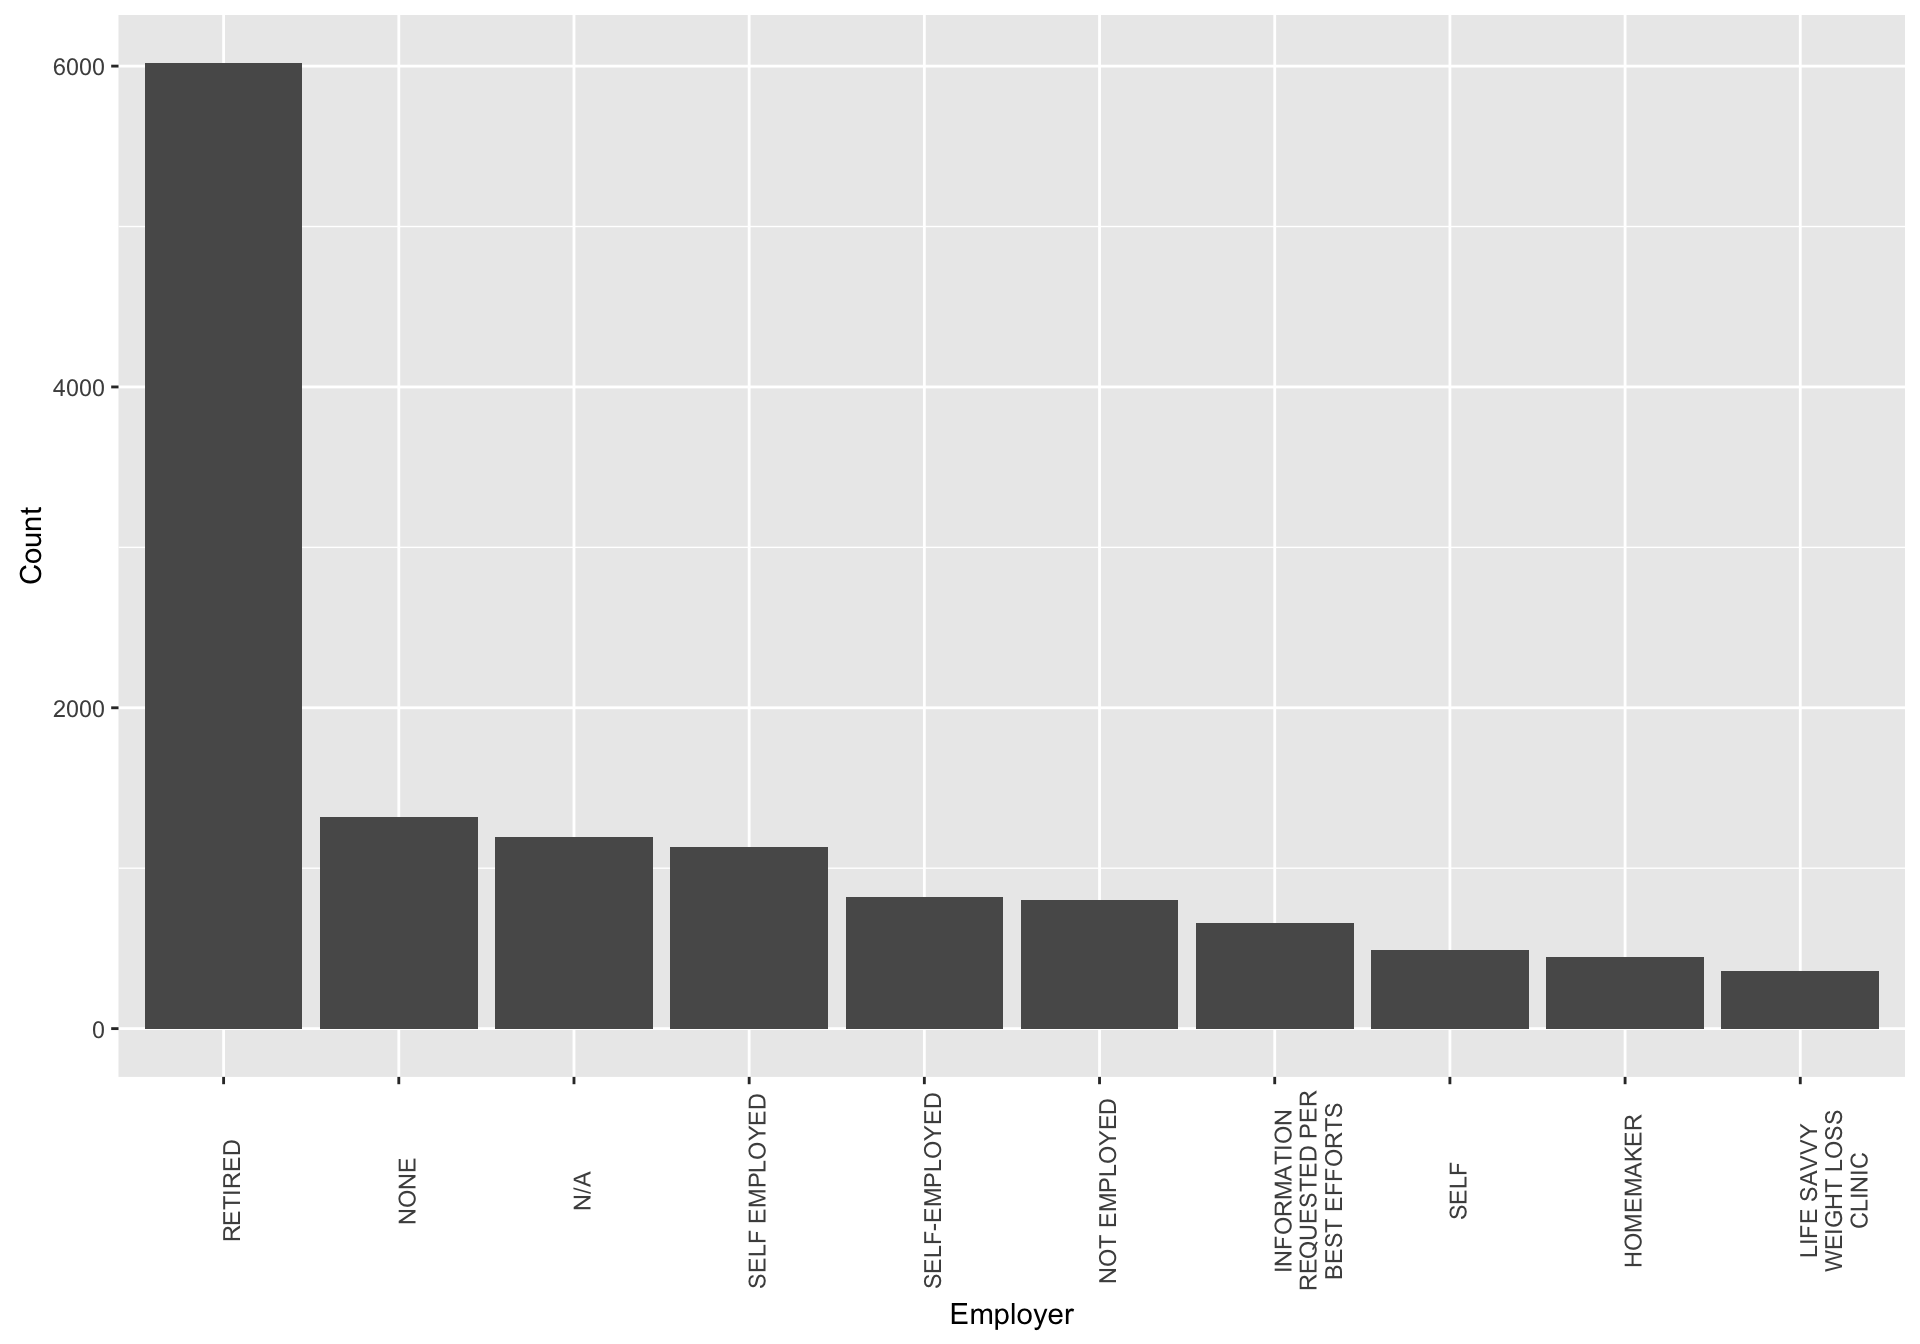 6000
4000
2000
0
Count
RETIRED
NONE
N/A
SELF EMPLOYED
SELF-EMPLOYED
NOT EMPLOYED
INFORMATION
REQUESTED PER
BEST EFFORTS
SELF
HOMEMAKER
LIFE SAVVY
WEIGHT LOSS
CLINIC
Employer